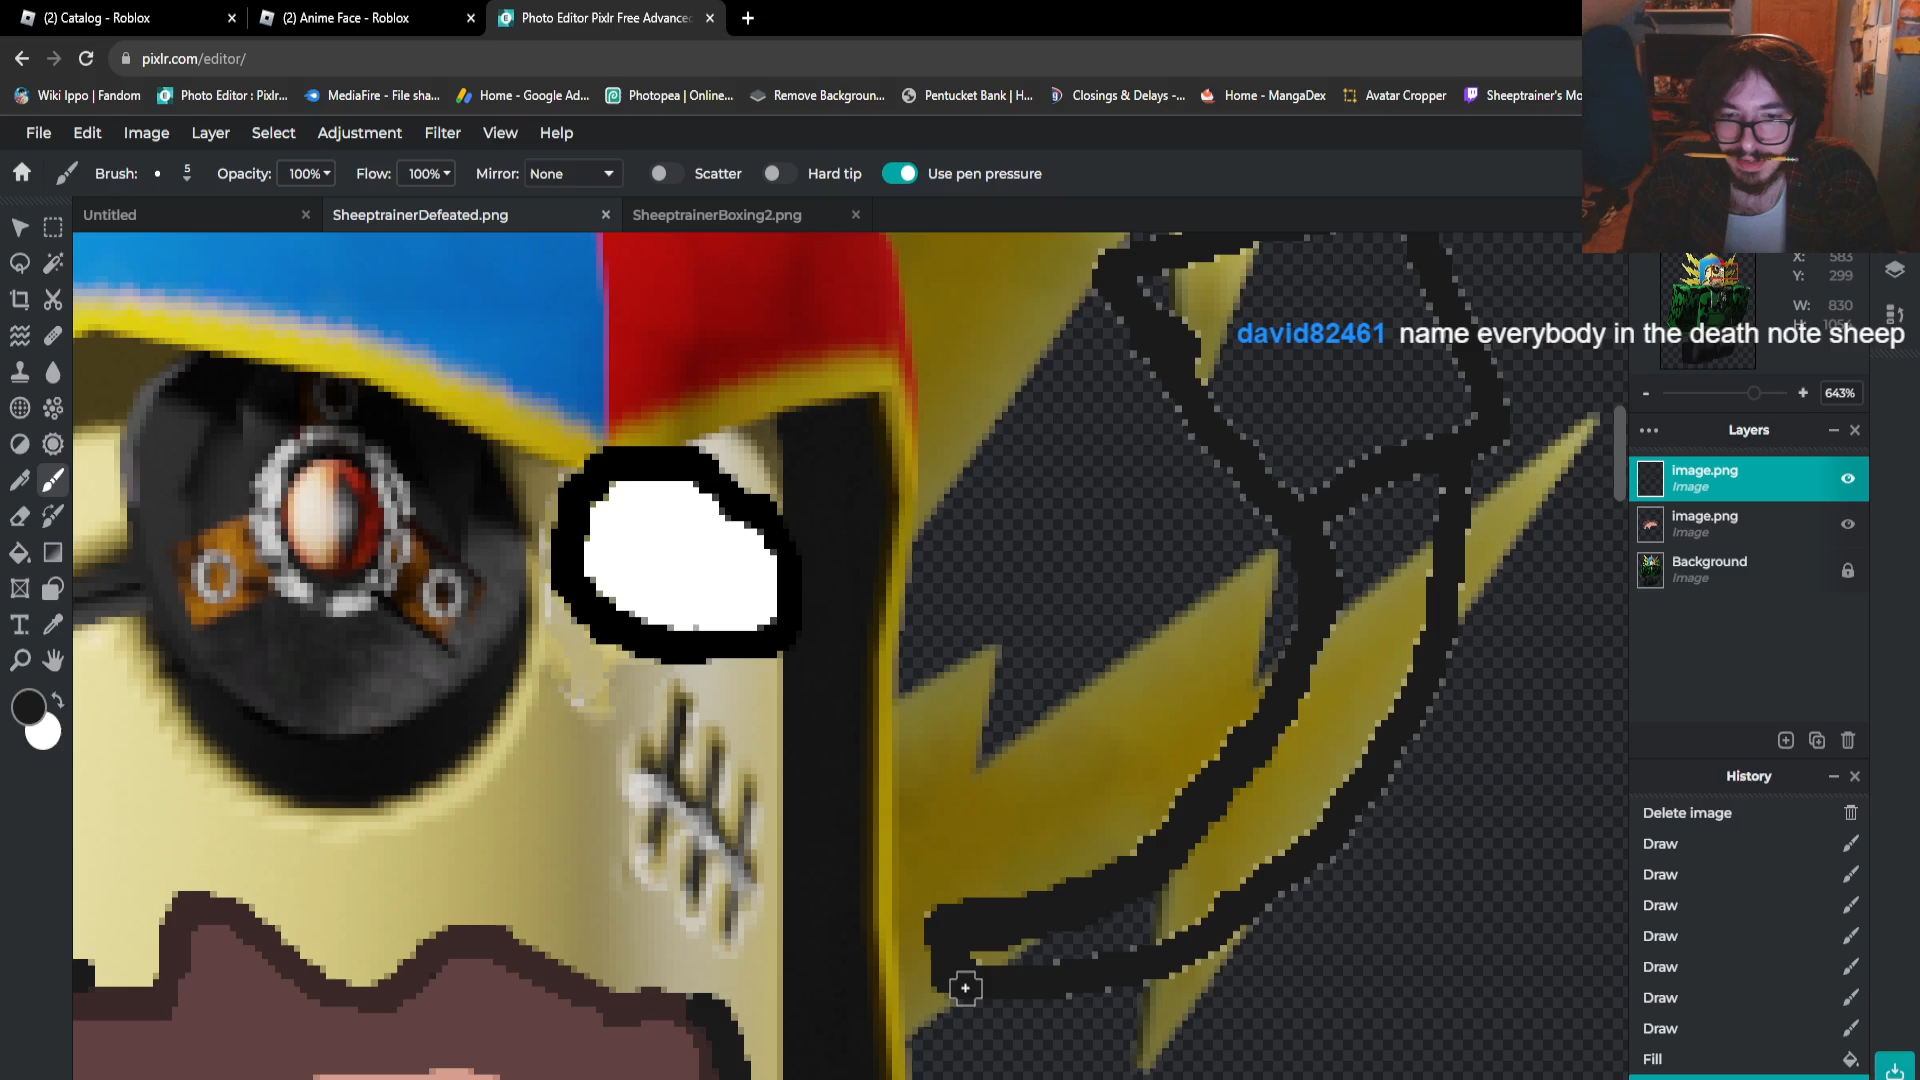 (2) Catalog - Roblox
(2) Anime Face - Roblox
Photo Editor Pixlr Free Advanced
pixlr.com/editor/
Wiki Ippo | Fandom
Photo Editor : Pixlr...
MediaFire - File sha...
Home - Google Ad...
Photopea | Online...
Remove Backgroun...
Pentucket Bank | H...
Closings & Delays -...
Home - MangaDex
Avatar Cropper
Sheeptrainer's Mo
File Edit Image Layer Select Adjustment Filter View Help
Brush: 5 Opacity: 100% Flow: 100% Mirror: None Scatter Hard tip Use pen pressure
Untitled
SheeptrainerDefeated.png
SheeptrainerBoxing2.png
X: 583
Y: 299
W: 830
david82461 name everybody in the death note sheep
643%
Layers
image.png
Image
image.png
Image
Background
Image
History
Delete image
Draw
Draw
Draw
Draw
Draw
Draw
Draw
Fill